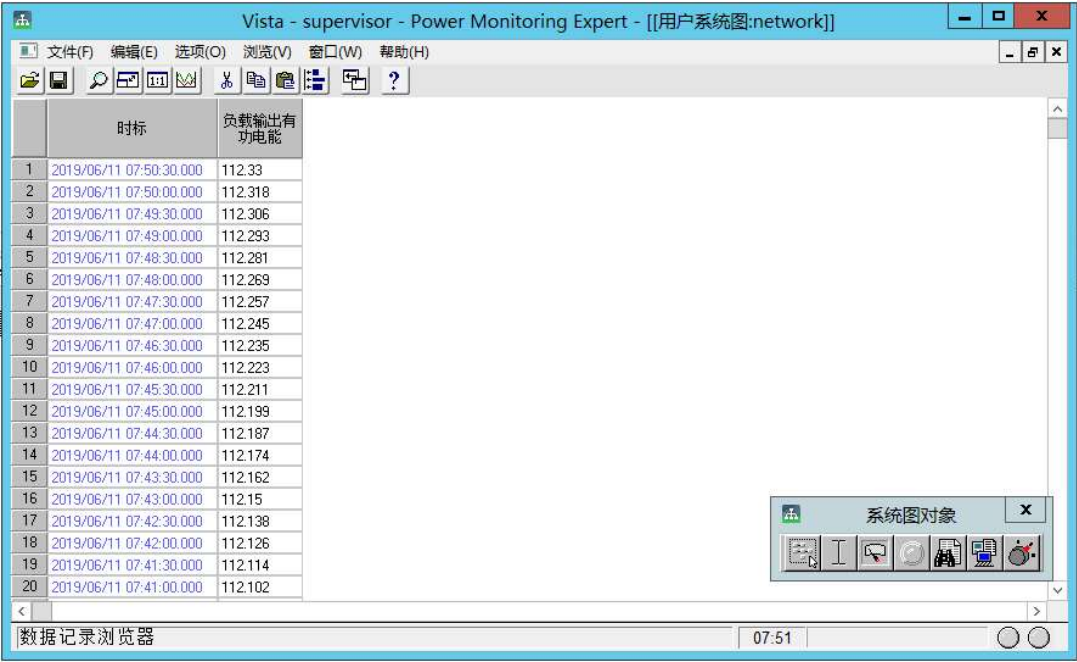 Vista - supervisor - Power Monitoring Expert - [[用户系统图:network]]
文件(F) 编辑(E) 选项(O) 浏览(V) 窗口(W) 帮助(H)
1:1 ?
时标 负载输出有
功电能
1 2019/06/11 07:50:30.000 112.33
2 2019/06/11 07:50:00.000 112.318
3 2019/06/11 07:49:30.000 112.306
4 2019/06/11 07:49:00.000 112.293
5 2019/06/11 07:48:30.000 112.281
6 2019/06/11 07:48:00.000 112.269
7 2019/06/11 07:47:30.000 112.257
8 2019/06/11 07:47:00.000 112.245
9 2019/06/11 07:46:30.000 112.235
10 2019/06/11 07:46:00.000 112.223
11 2019/06/11 07:45:30.000 112.211
12 2019/06/11 07:45:00.000 112.199
13 2019/06/11 07:44:30.000 112.187
14 2019/06/11 07:44:00.000 112.174
15 2019/06/11 07:43:30.000 112.162
16 2019/06/11 07:43:00.000 112.15
17 2019/06/11 07:42:30.000 112.138
18 2019/06/11 07:42:00.000 112.126
19 2019/06/11 07:41:30.000 112.114
20 2019/06/11 07:41:00.000 112.102
系统图对象
数据记录浏览器 07:51